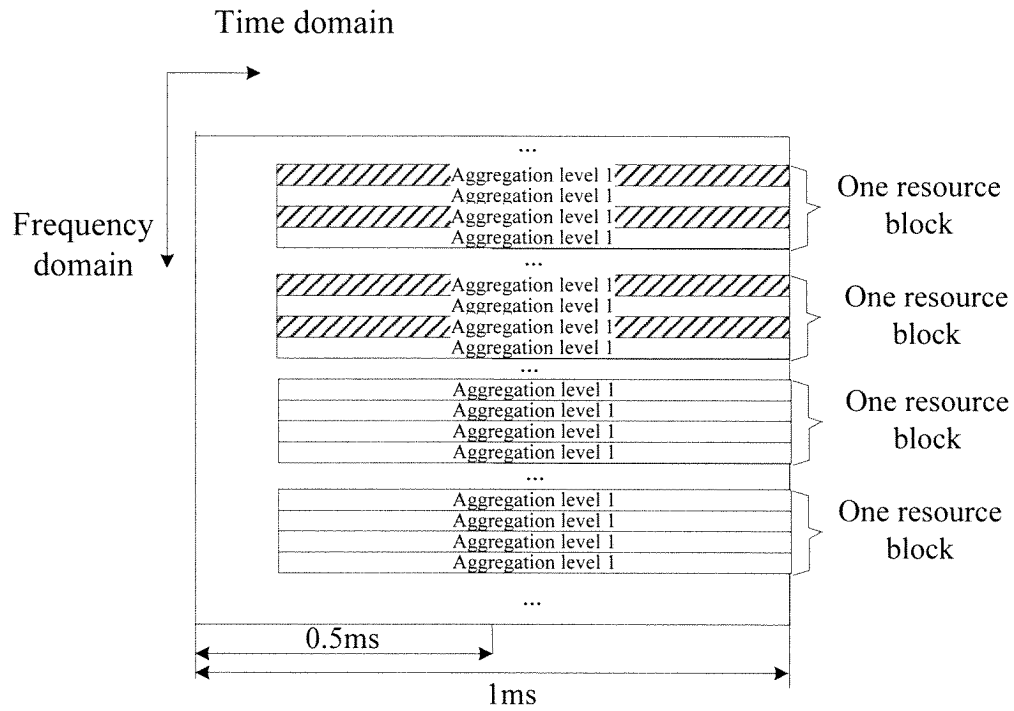 Time domain
Frequency
domain
...
Aggregation level 1
Aggregation level 1
Aggregation level 1
Aggregation level 1
One resource
block
...
Aggregation level 1
Aggregation level 1
Aggregation level 1
Aggregation level 1
One resource
block
...
Aggregation level 1
Aggregation level 1
Aggregation level 1
Aggregation level 1
One resource
block
...
Aggregation level 1
Aggregation level 1
Aggregation level 1
Aggregation level 1
One resource
block
...
0.5ms
1ms